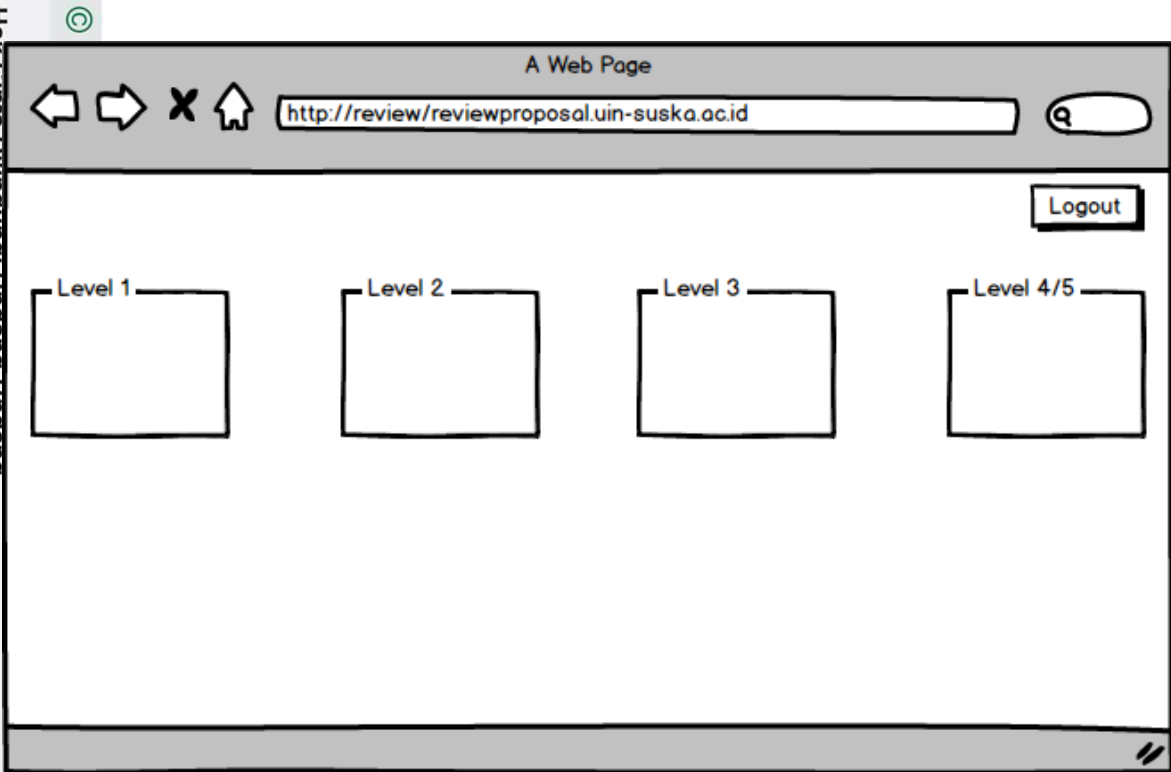 ©
A Web Page
http://review/reviewproposal.uin-suska.ac.id
Logout
Level 1
Level 2
Level 3
Level 4/5